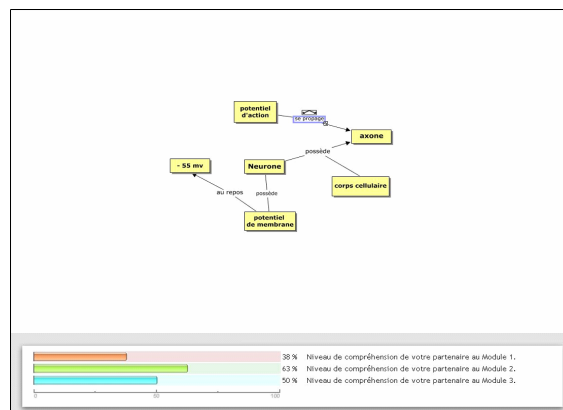 potentiel
d'action
se propage
axone
possède
- 55 mv
Neurone
corps cellulaire
au repos
possède
potentiel
de membrane
38 % Niveau de compréhension de votre partenaire au Module 1.
63 % Niveau de compréhension de votre partenaire au Module 2.
50 % Niveau de compréhension de votre partenaire au Module 3.
0 50 100